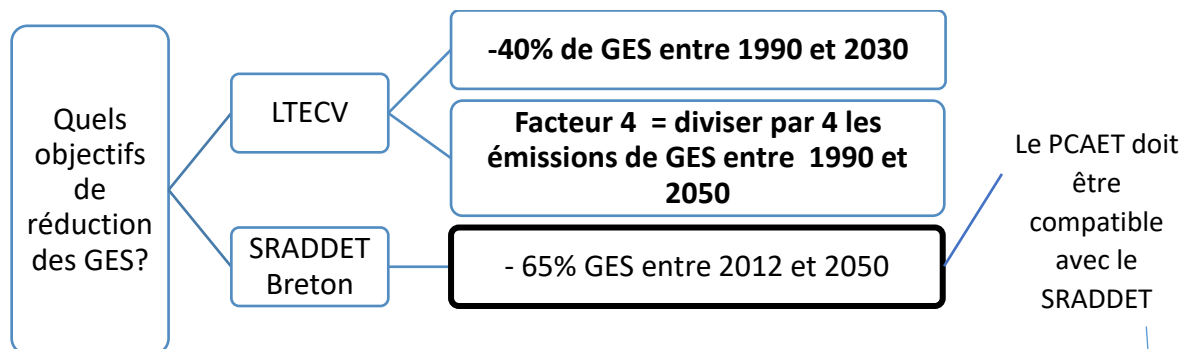 Quels
objectifs
de
réduction
des GES?
LTECV
-40% de GES entre 1990 et 2030
Facteur 4 = diviser par 4 les
émissions de GES entre 1990 et
2050
SRADDET
Breton
- 65% GES entre 2012 et 2050
Le PCAET doit
être
compatible
avec le
SRADDET